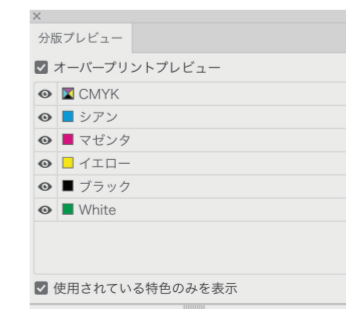 分版プレビュー
オーバープリントプレビュー
CMYK
シアン
マゼンタ
イエロー
ブラック
White
使用されている特色のみを表示